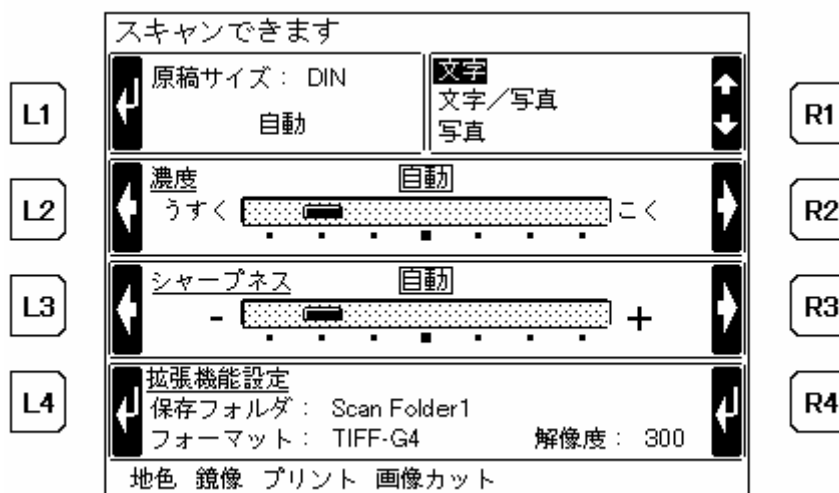 スキャンできます
原稿サイズ： DIN
自動
文字
文字／写真
写真
L1
R1
濃度 自動
うすく こく
L2
R2
シャープネス 自動
- +
L3
R3
拡張機能設定
保存フォルダ： Scan Folder1
フォーマット： TIFF-G4 解像度： 300
L4
R4
地色 鏡像 プリント 画像カット